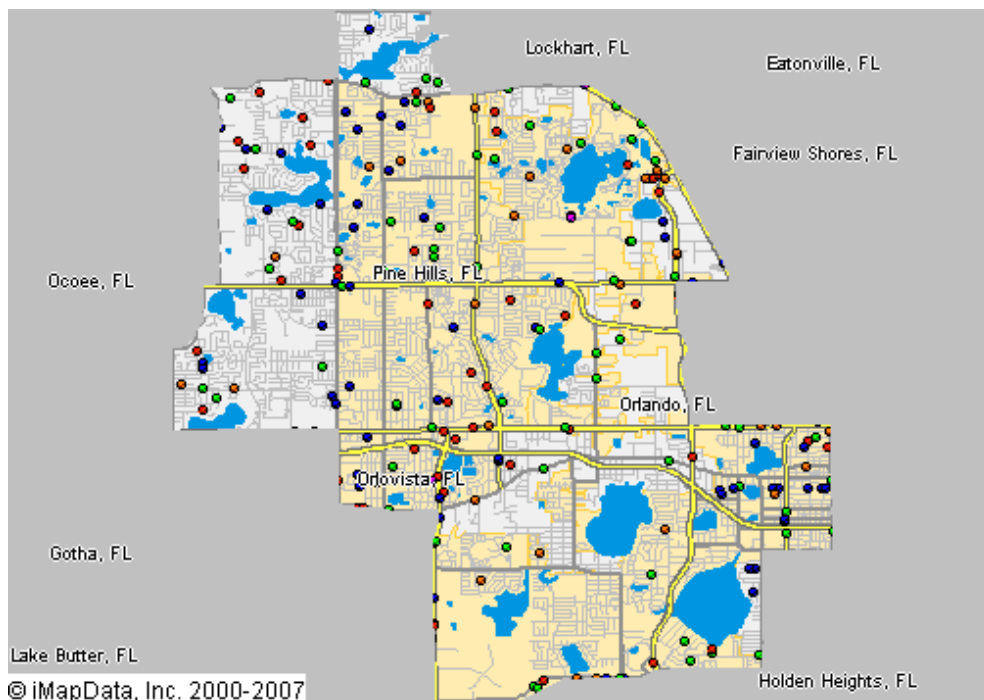 Lockhart, FL
Eatonville, FL
Fairview Shores, FL
Ocoee, FL
Pine Hills, FL
Orlando, FL
Orlovista, FL
Gotha, FL
Lake Butter, FL
Holden Heights, FL
© iMapData, Inc. 2000-2007